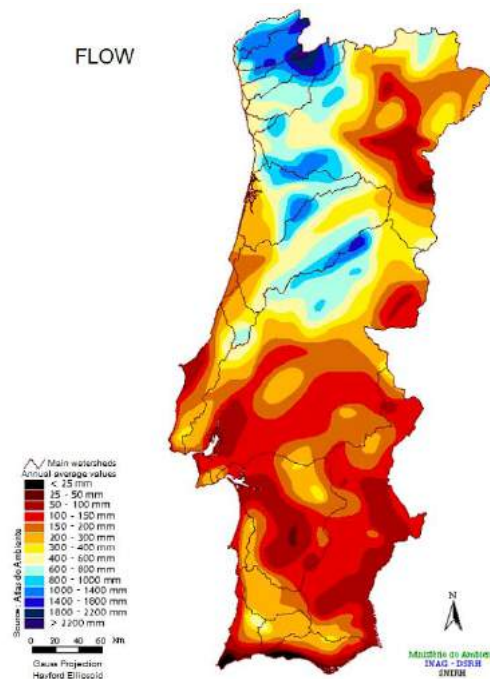 FLOW
Main watersheds
Annual average values
< 25 mm
25 - 50 mm
50 - 100 mm
100 - 150 mm
150 - 200 mm
200 - 300 mm
300 - 400 mm
400 - 600 mm
600 - 800 mm
800 - 1000 mm
1000 - 1400 mm
1400 - 1800 mm
1800 - 2200 mm
> 2200 mm
Source: Atlas do Ambiente
0 20 40 60 km
Gauss Projection
Hayford Ellipsoid
N
Ministério do Ambien
INAG - DSRH
SNIRH